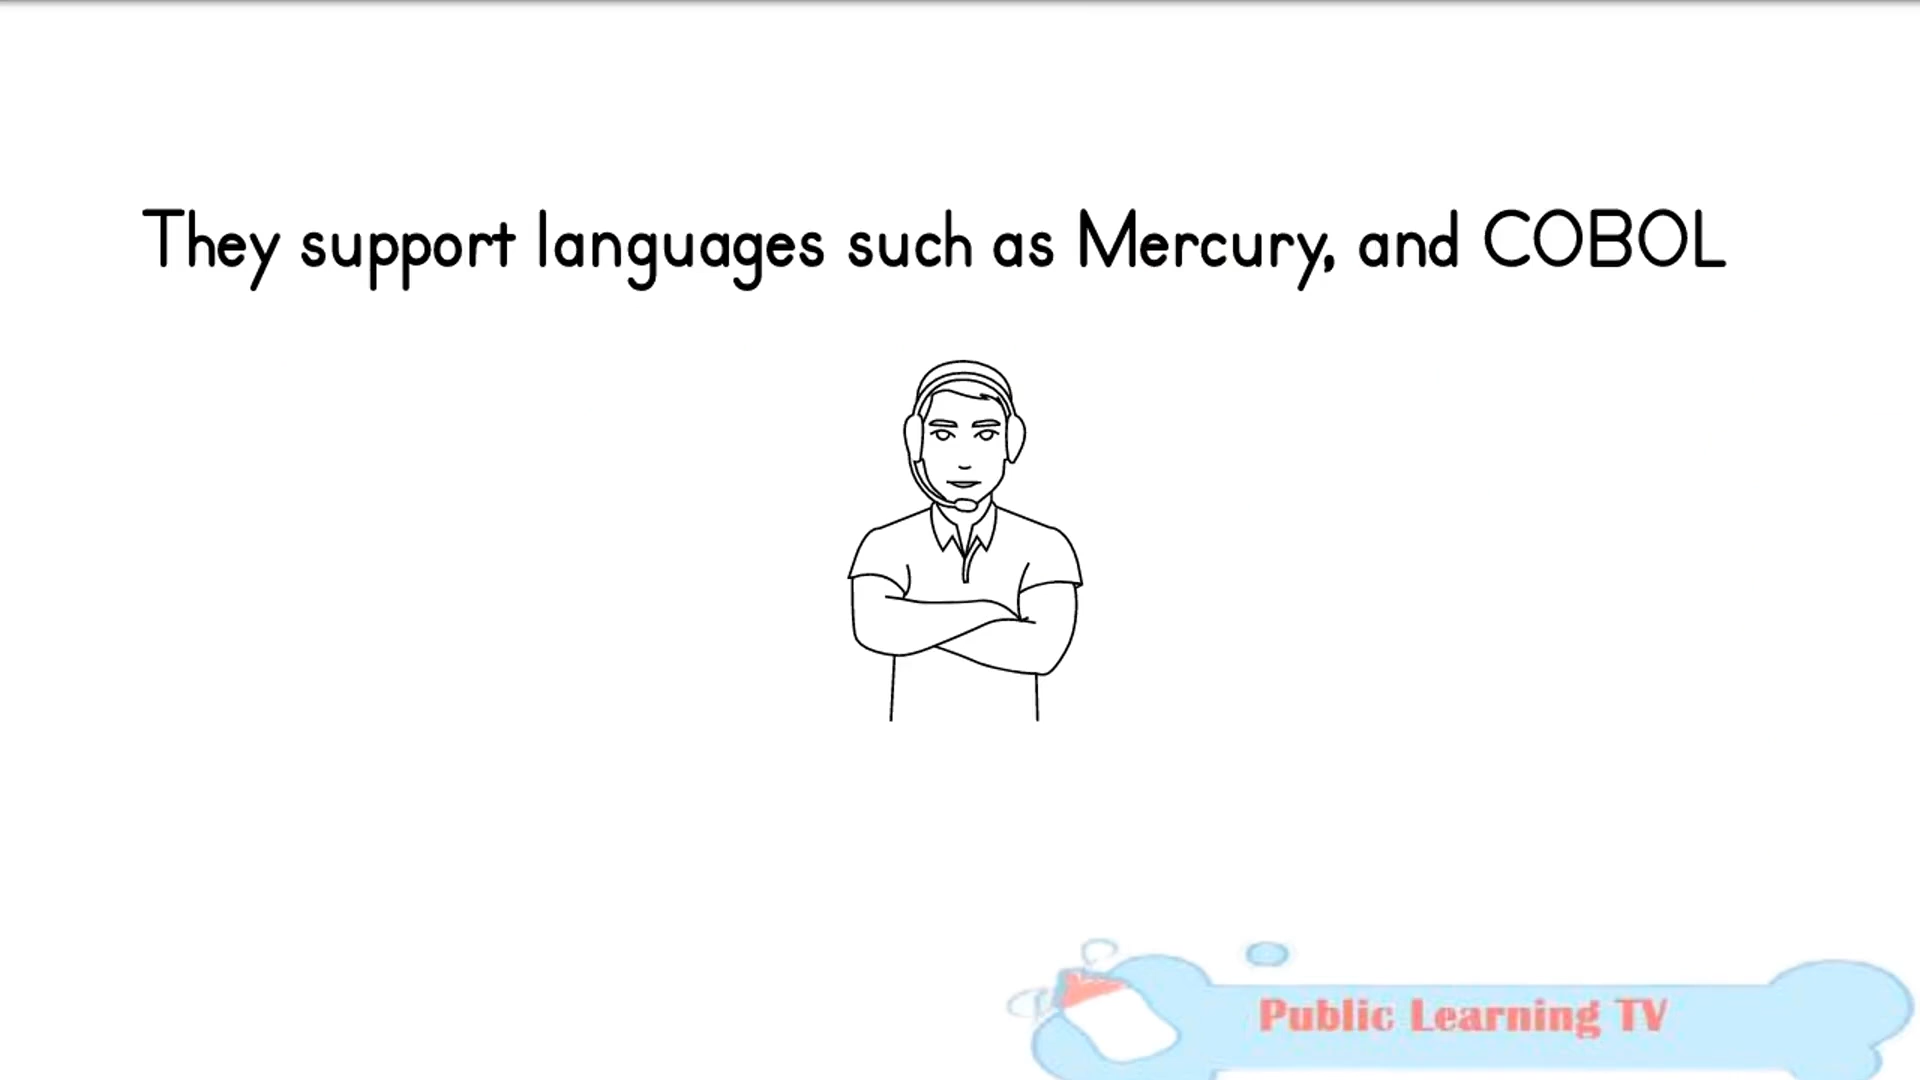 They support languages such as Mercury, and COBOL
Public Learning TV